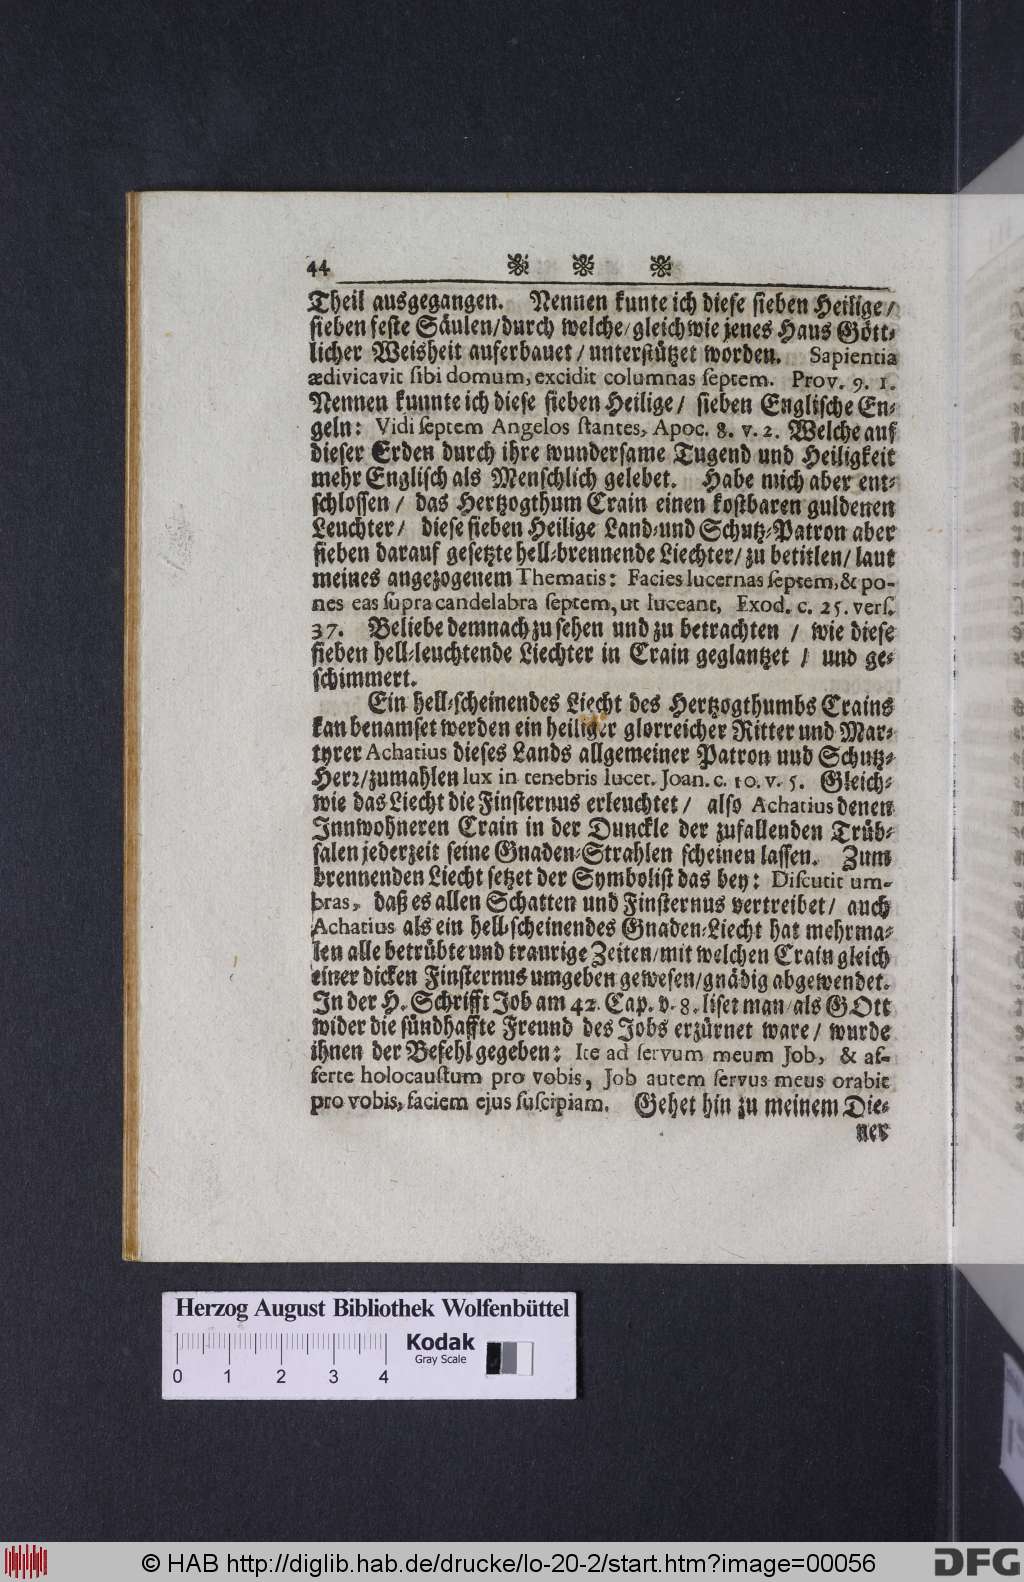 44
Theil ausgegangen. Nennen kunte ich diese sieben Heilige/
sieben feste Säulen/durch welche/gleichwie jenes Haus Gött-
licher Weisheit auferbauet/unterstützet worden. Sapientia
ædivicavit sibi domum, excidit columnas septem. Prov. 9. 1.
Nennen kunnte ich diese sieben Heilige/ sieben Englische En-
geln: Vidi septem Angelos stantes, Apoc. 8. v. 2. Welche auf
dieser Erden durch ihre wundersame Tugend und Heiligkeit
mehr Englisch als Menschlich gelebet. Habe mich aber ent-
schlossen/ das Hertzogthum Crain einen kostbaren guldenen
Leuchter/ diese sieben Heilige Land-und Schutz-Patron aber
sieben darauf gesetzte hell-brennende Liechter/zu betitlen/laut
meines angezogenem Thematis: Facies lucernas septem, & po-
nes eas supra candelabra septem, ut luceant, Exod. c. 25. vers.
37. Beliebe demnach zu sehen und zu betrachten / wie diese
sieben hell-leuchtende Liechter in Crain geglantzet / und ge-
schimmert.
Ein hell-scheinendes Liecht des Hertzogthumbs Crains
kan benamset werden ein heiliger glorreicher Ritter und Mar-
tyrer Achatius dieses Lands allgemeiner Patron und Schutz-
Herr/zumahlen lux in tenebris lucet. Joan. c. 10. v. 5. Gleich-
wie das Liecht die Finsternus erleuchtet/ also Achatius denen
Innwohneren Crain in der Dunckle der zufallenden Trüb-
salen jederzeit seine Gnaden-Strahlen scheinen lassen. Zum
brennenden Liecht setzet der Symbolist das bey: Discutit um-
bras, daß es allen Schatten und Finsternus vertreibet/ auch
Achatius als ein hell-scheinendes Gnaden-Liecht hat mehrma-
len alle betrübte und traurige Zeiten/mit welchen Crain gleich
einer dicken Finsternus umgeben gewesen/gnädig abgewendet.
In der H. Schrifft Job am 42. Cap. v. 8. liset man/als GOtt
wider die sündhaffte Freund des Jobs erzürnet ware/ wurde
ihnen der Befehl gegeben: Ite ad servum meum Job, & af-
ferte holocaustum pro vobis, Job autem servus meus orabit
pro vobis, faciem ejus suscipiam. Gehet hin zu meinem Die-
ner
Herzog August Bibliothek Wolfenbüttel
Kodak
Gray Scale
0 1 2 3 4
© HAB http://diglib.hab.de/drucke/lo-20-2/start.htm?image=00056
DFG